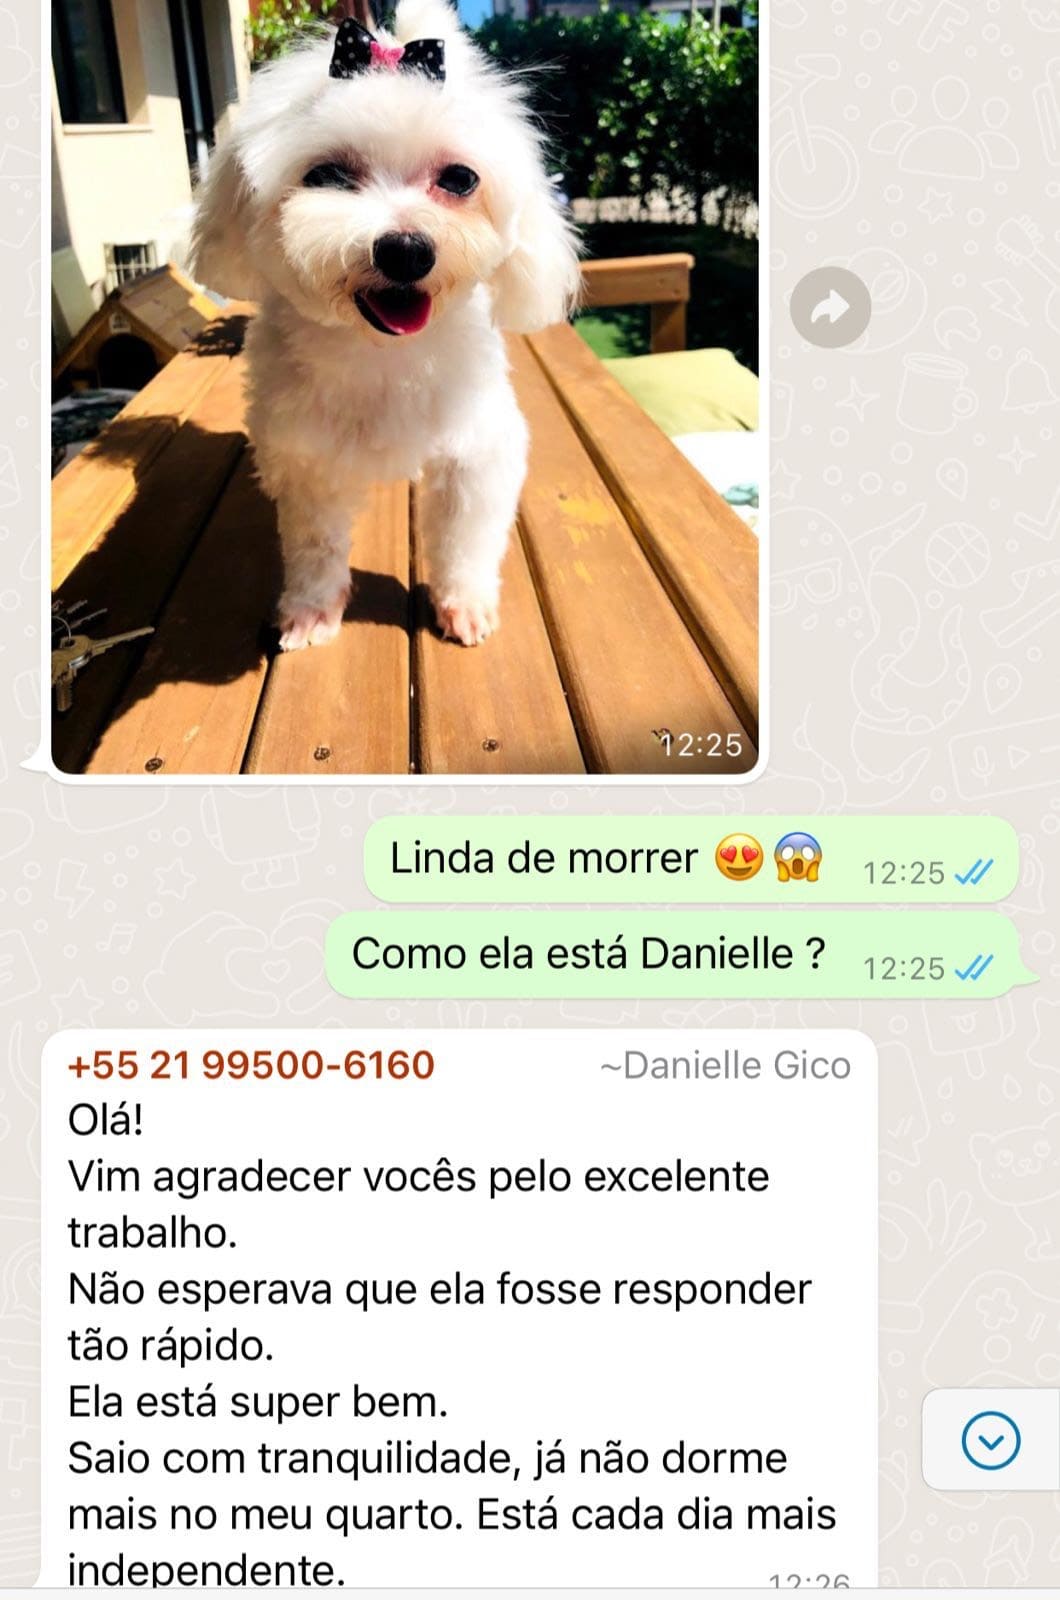 12:25
Linda de morrer 😍😱 12:25
Como ela está Danielle ? 12:25
+55 21 99500-6160 ~Danielle Gico
Olá!
Vim agradecer vocês pelo excelente
trabalho.
Não esperava que ela fosse responder
tão rápido.
Ela está super bem.
Saio com tranquilidade, já não dorme
mais no meu quarto. Está cada dia mais
independente.
12:26